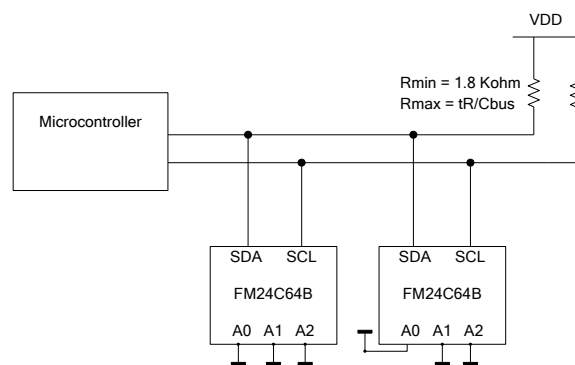 VDD
Rmin = 1.8 Kohm
Rmax = tR/Cbus
Microcontroller
SDA SCL
FM24C64B
A0 A1 A2
SDA SCL
FM24C64B
A0 A1 A2